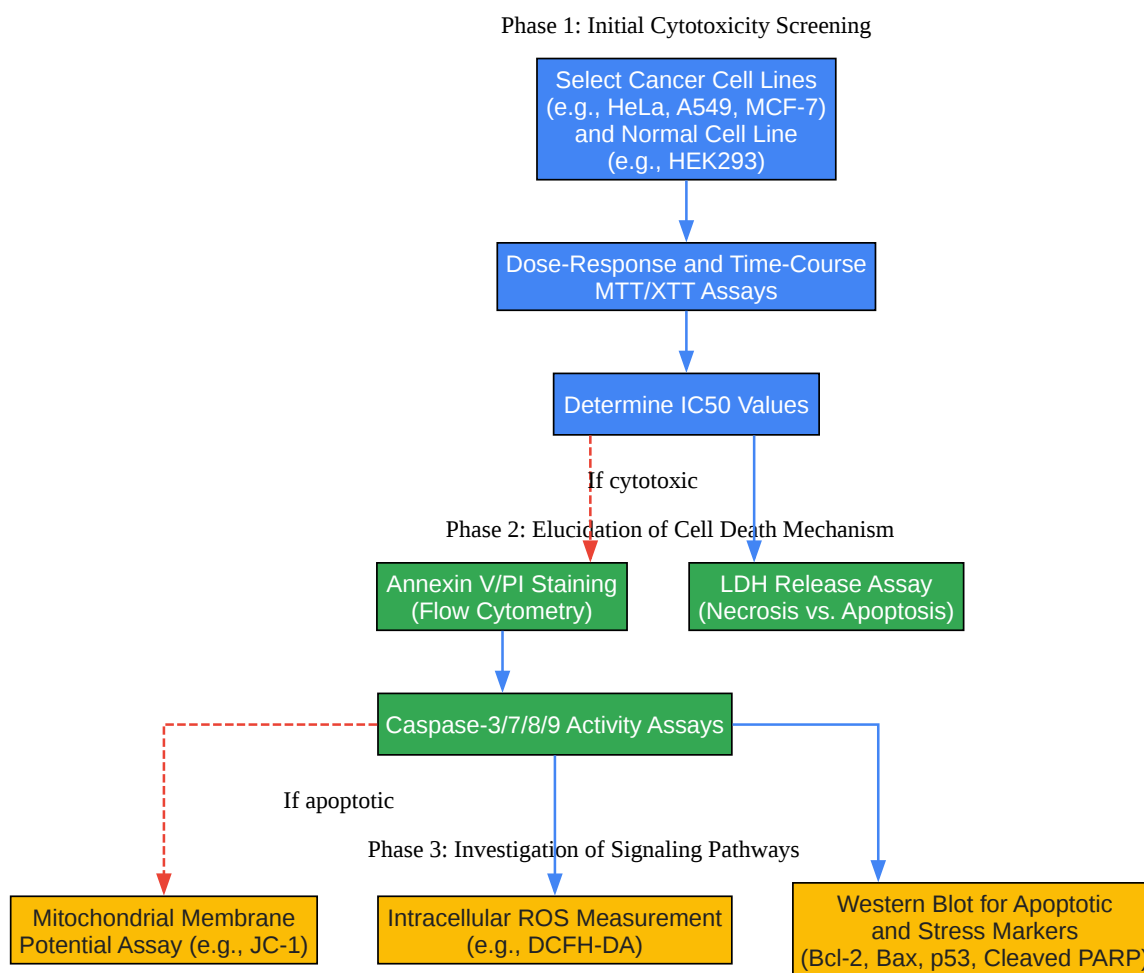 Phase 1: Initial Cytotoxicity Screening
Select Cancer Cell Lines
(e.g., HeLa, A549, MCF-7)
and Normal Cell Line
(e.g., HEK293)
Dose-Response and Time-Course
MTT/XTT Assays
Determine IC50 Values
If cytotoxic
Phase 2: Elucidation of Cell Death Mechanism
Annexin V/PI Staining
(Flow Cytometry)
LDH Release Assay
(Necrosis vs. Apoptosis)
Caspase-3/7/8/9 Activity Assays
If apoptotic
Phase 3: Investigation of Signaling Pathways
Mitochondrial Membrane
Potential Assay (e.g., JC-1)
Intracellular ROS Measurement
(e.g., DCFH-DA)
Western Blot for Apoptotic
and Stress Markers
(Bcl-2, Bax, p53, Cleaved PARP)